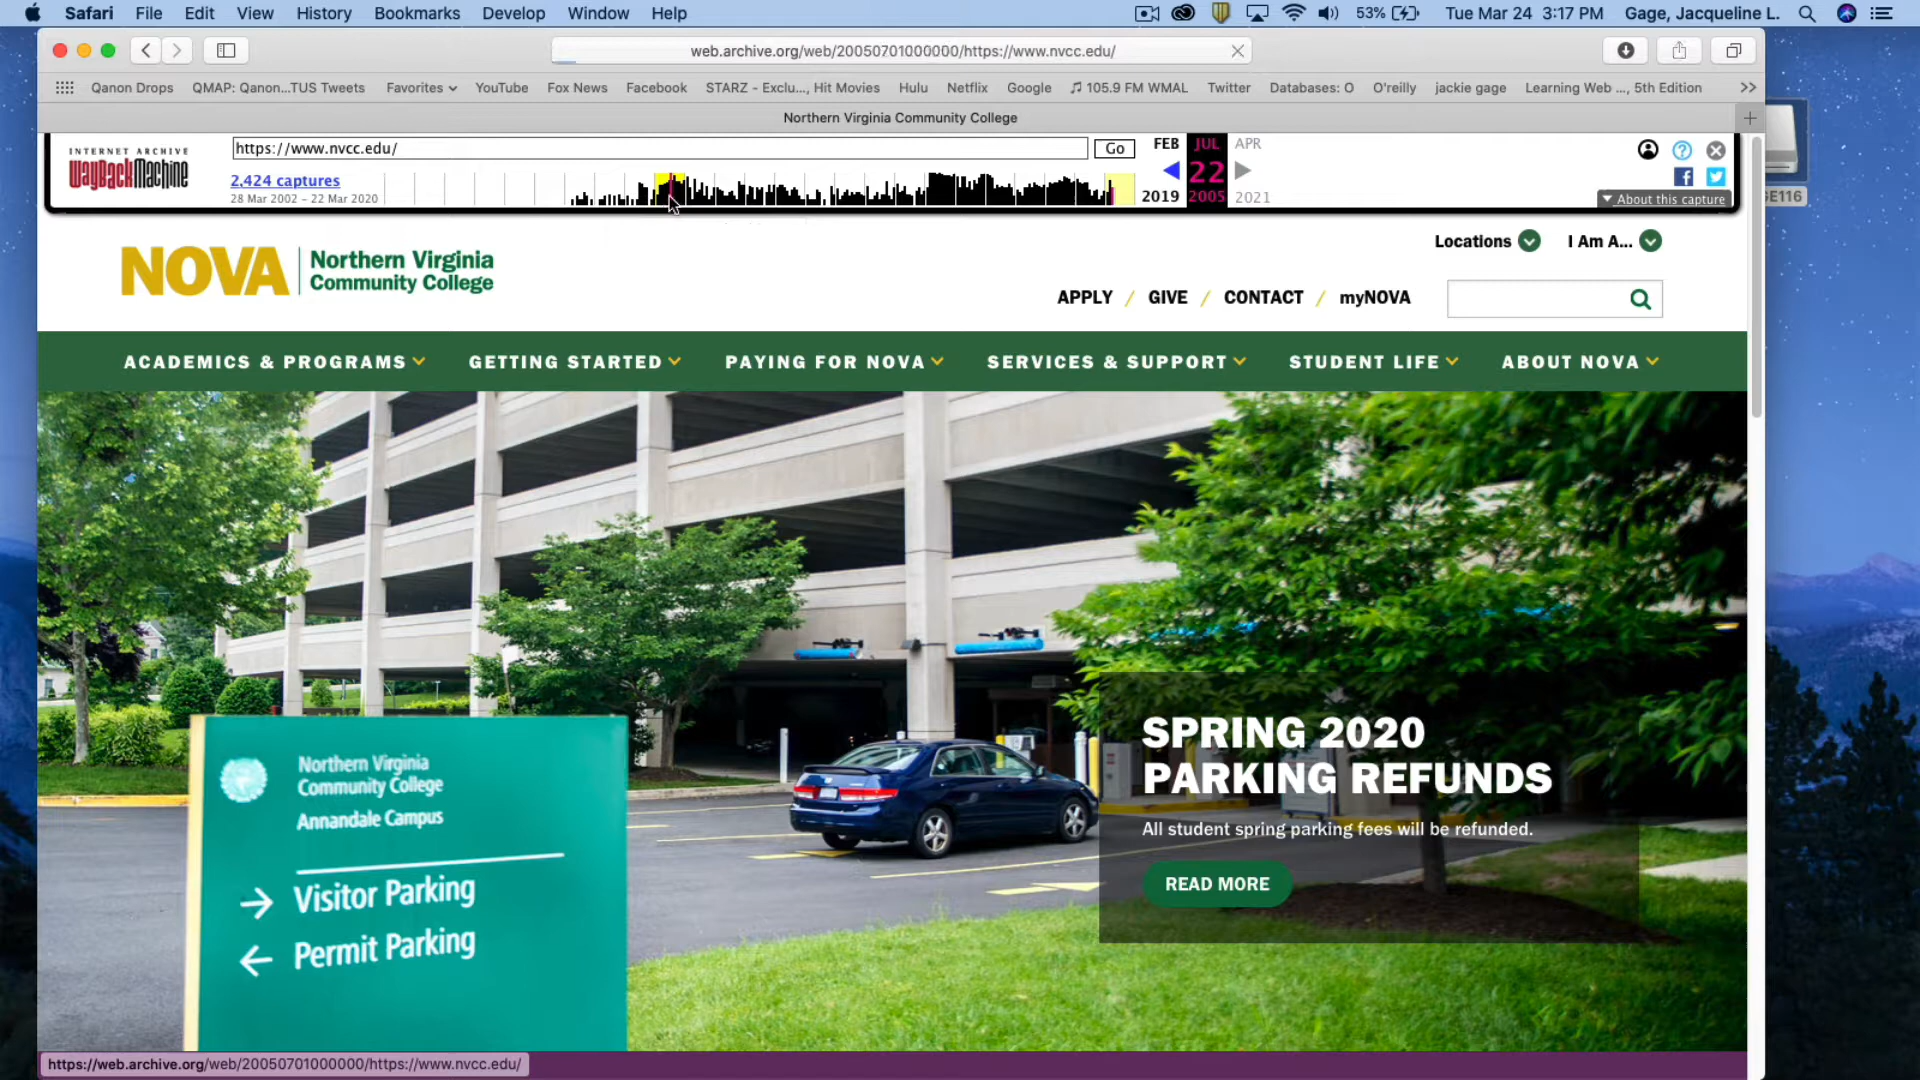 Safari File Edit View History Bookmarks Develop Window Help 53% Tue Mar 24 3:17 PM Gage, Jacqueline L.
web.archive.org/web/20050701000000/https://www.nvcc.edu/
Qanon Drops QMAP: Qanon...TUS Tweets Favorites YouTube Fox News Facebook STARZ - Exclu..., Hit Movies Hulu Netflix Google 105.9 FM WMAL Twitter Databases: O O'reilly jackie gage Learning Web ..., 5th Edition
Northern Virginia Community College
INTERNET ARCHIVE
WayBackMachine
https://www.nvcc.edu/ Go
FEB JUL APR
2,424 captures
22
28 Mar 2002 – 22 Mar 2020
2019 2005 2021
About this capture
GE116
NOVA Northern Virginia
Community College
Locations I Am A...
APPLY / GIVE / CONTACT / myNOVA
ACADEMICS & PROGRAMS GETTING STARTED PAYING FOR NOVA SERVICES & SUPPORT STUDENT LIFE ABOUT NOVA
SPRING 2020
PARKING REFUNDS
All student spring parking fees will be refunded.
READ MORE
Northern Virginia
Community College
Annandale Campus
→ Visitor Parking
← Permit Parking
https://web.archive.org/web/20050701000000/https://www.nvcc.edu/